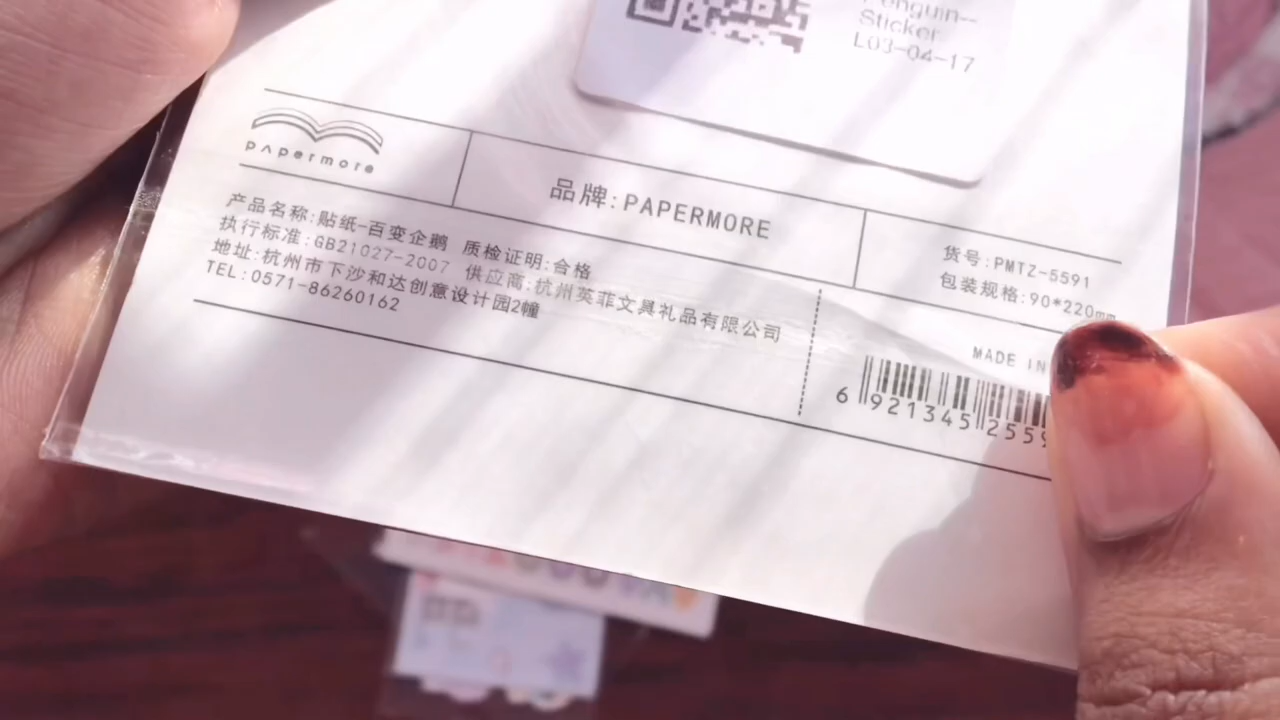 Penguin-
Sticker
L03-04-17
papermore
品牌:PAPERMORE
货号:PMTZ-5591
包装规格:90*220mm
产品名称:贴纸-百变企鹅 质检证明:合格
执行标准:GB21027-2007 供应商:杭州英菲文具礼品有限公司
地址:杭州市下沙和达创意设计园2幢
TEL:0571-86260162
MADE IN
6 921345 2559